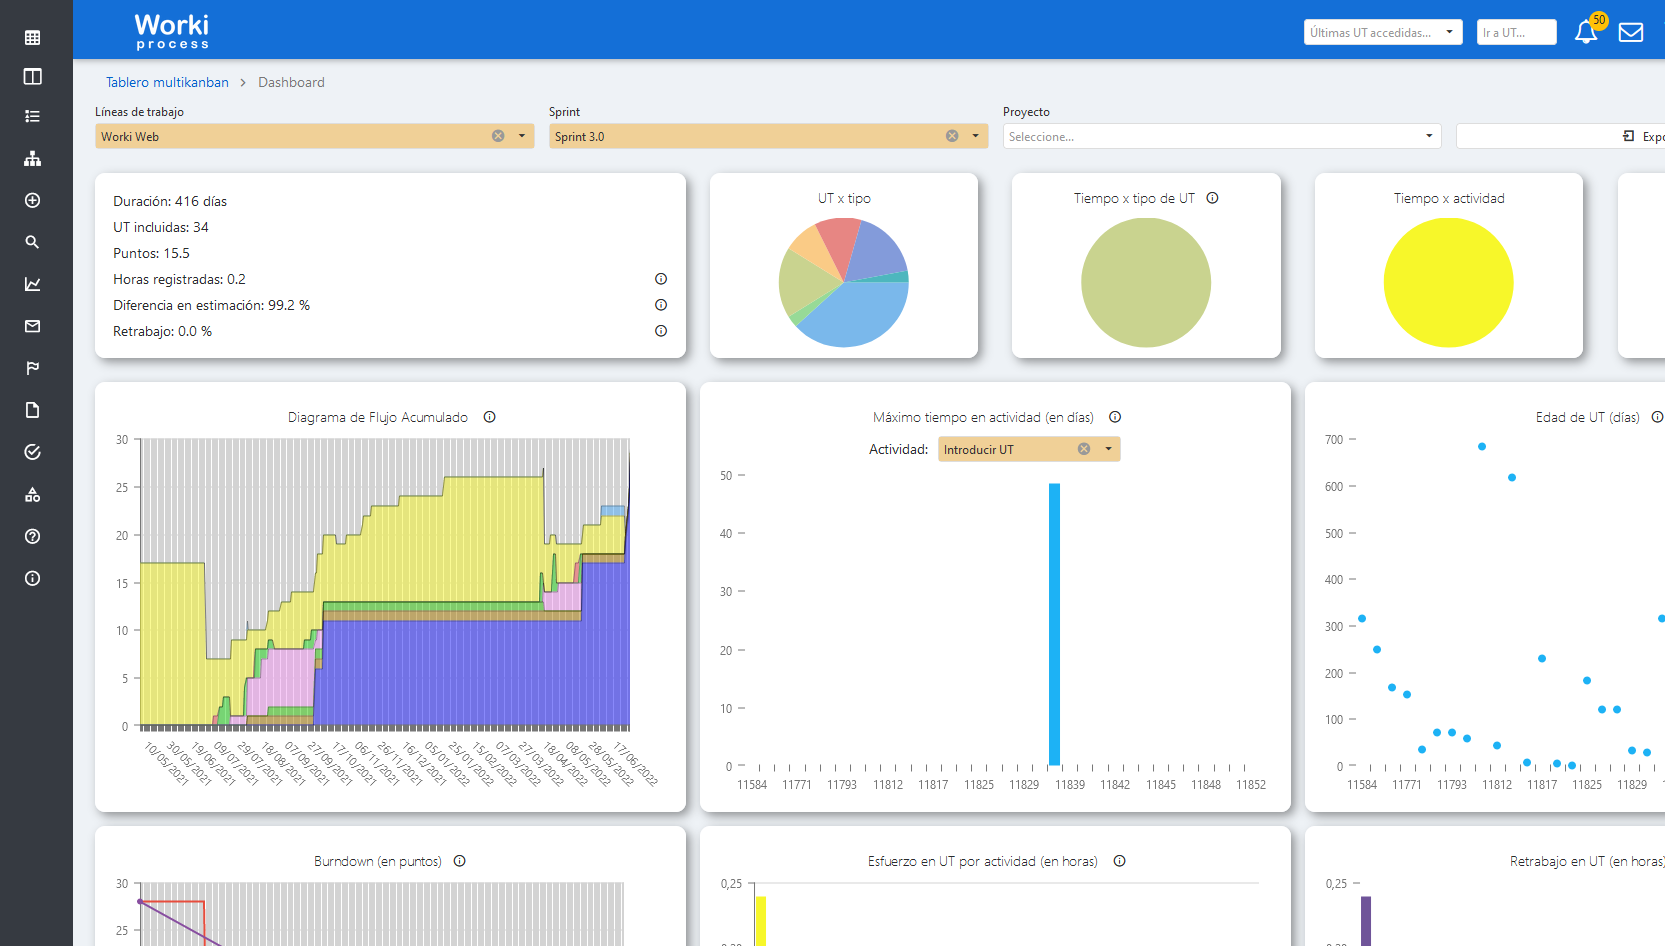 Worki
process
Últimas UT accedidas...
Ir a UT...
50
Tablero multikanban > Dashboard
Líneas de trabajo
Sprint
Proyecto
Worki Web
Sprint 3.0
Seleccione...
Expo
Duración: 416 días
UT incluidas: 34
Puntos: 15.5
Horas registradas: 0.2
Diferencia en estimación: 99.2 %
Retrabajo: 0.0 %
UT x tipo
Tiempo x tipo de UT
Tiempo x actividad
Diagrama de Flujo Acumulado
30
25
20
15
10
5
0
10/05/2021
30/05/2021
19/06/2021
09/07/2021
29/07/2021
18/08/2021
07/09/2021
27/09/2021
17/10/2021
06/11/2021
26/11/2021
16/12/2021
05/01/2022
25/01/2022
15/02/2022
07/03/2022
27/03/2022
18/04/2022
08/05/2022
28/05/2022
17/06/2022
Máximo tiempo en actividad (en días)
Actividad:
Introducir UT
50
40
30
20
10
0
11584 11771 11793 11812 11817 11825 11829 11839 11842 11845 11848 11852
Edad de UT (días)
700
600
500
400
300
200
100
0
11584 11771 11793 11812 11817 11825 11829
Burndown (en puntos)
30
25
Esfuerzo en UT por actividad (en horas)
0,25
Retrabajo en UT (en horas)
0,25